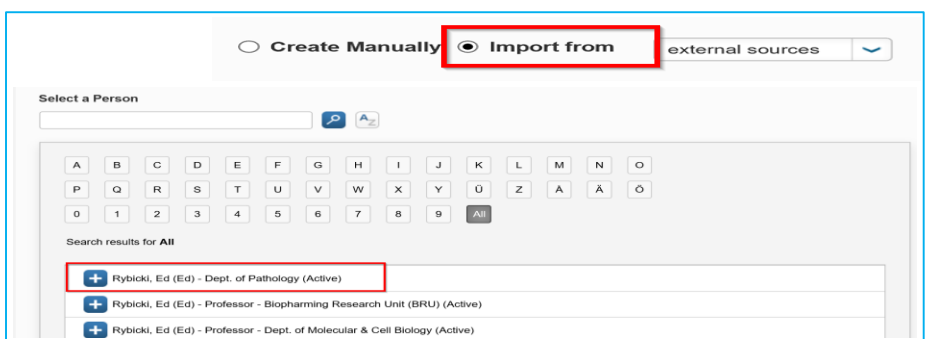 Create Manually Import from external sources
Select a Person
A Z
A B C D E F G H I J K L M N O
P Q R S T U V W X Y Ü Z Å Ä Ö
0 1 2 3 4 5 6 7 8 9 All
Search results for All
Rybicki, Ed (Ed) - Dept. of Pathology (Active)
Rybicki, Ed (Ed) - Professor - Biopharming Research Unit (BRU) (Active)
Rybicki, Ed (Ed) - Professor - Dept. of Molecular & Cell Biology (Active)